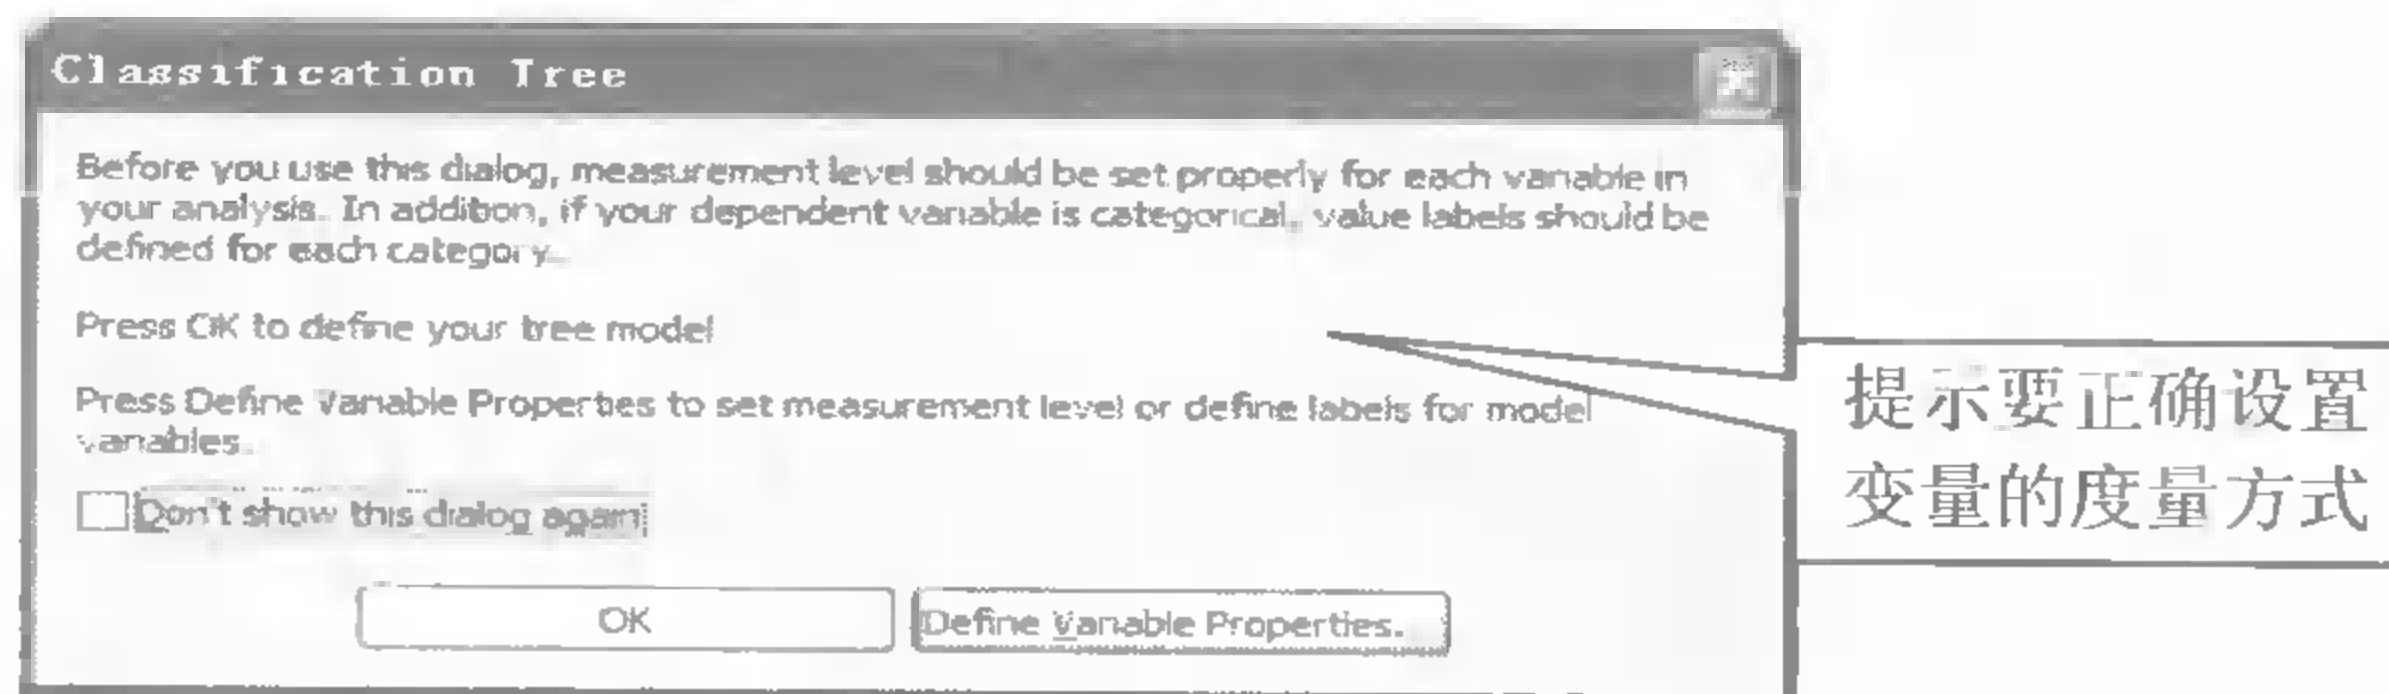 Classification Tree
Before you use this dialog, measurement level should be set properly for each variable in
your analysis. In addition, if your dependent variable is categorical, value labels should be
defined for each category.
Press OK to define your tree model
Press Define Variable Properties to set measurement level or define labels for model
variables.
Don't show this dialog again
OK
Define Variable Properties.
提示要正确设置
变量的度量方式